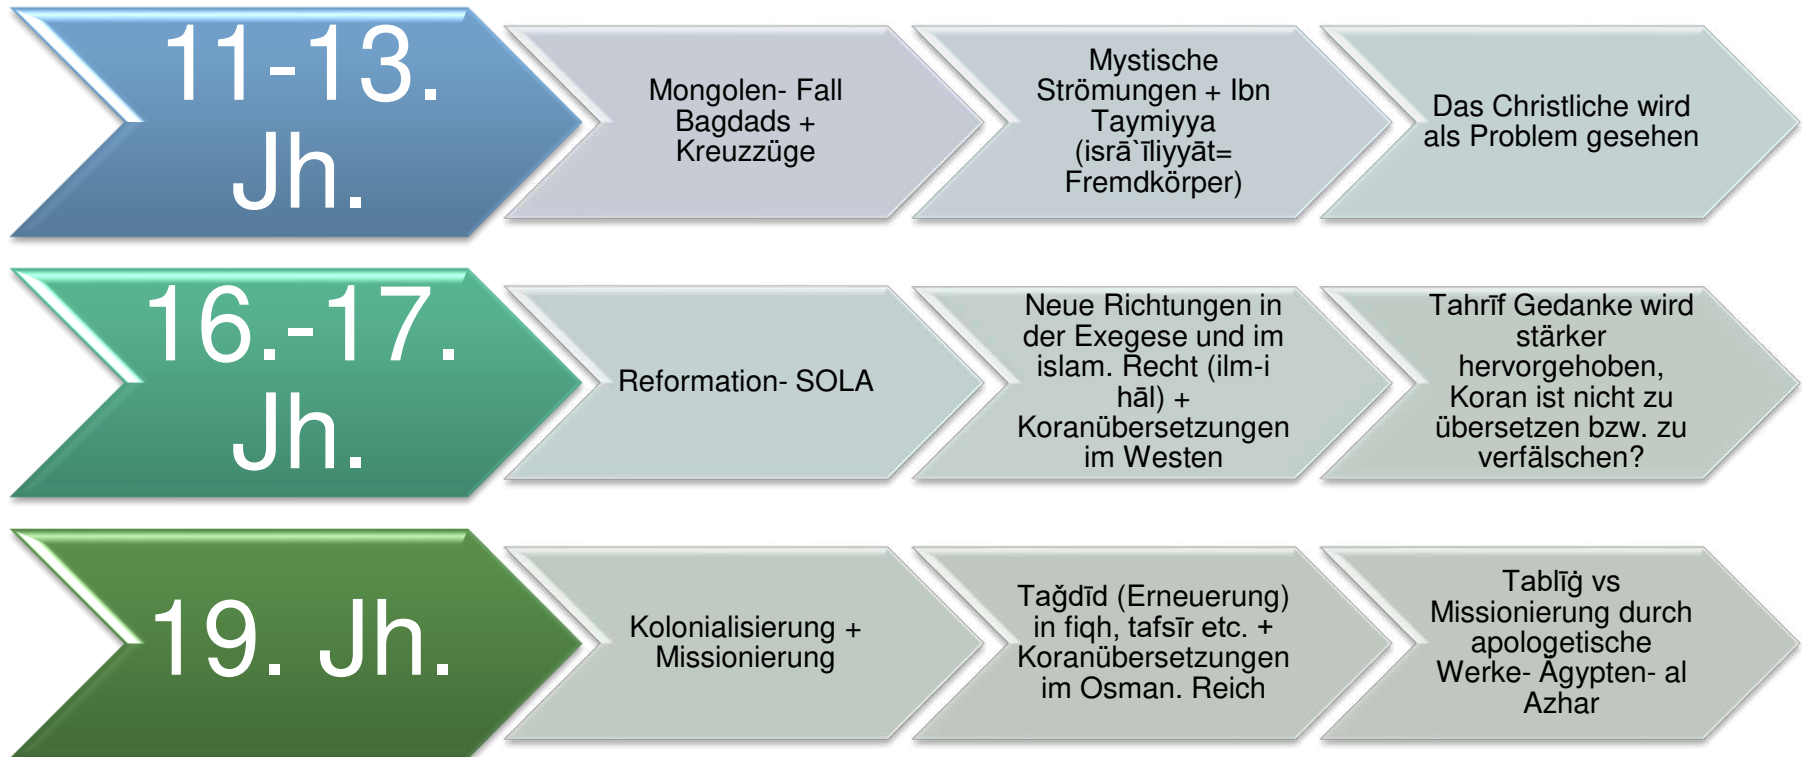 11-13.
Jh.
Mongolen- Fall
Bagdads +
Kreuzzüge
Mystische
Strömungen + Ibn
Taymiyya
(isrā`īliyyāt=
Fremdkörper)
Das Christliche wird
als Problem gesehen
16.-17.
Jh.
Reformation- SOLA
Neue Richtungen in
der Exegese und im
islam. Recht (ilm-i
hāl) +
Koranübersetzungen
im Westen
Tahrīf Gedanke wird
stärker
hervorgehoben,
Koran ist nicht zu
übersetzen bzw. zu
verfälschen?
19. Jh.
Kolonialisierung +
Missionierung
Taǧdīd (Erneuerung)
in fiqh, tafsīr etc. +
Koranübersetzungen
im Osman. Reich
Tablīġ vs
Missionierung durch
apologetische
Werke- Ägypten- al
Azhar